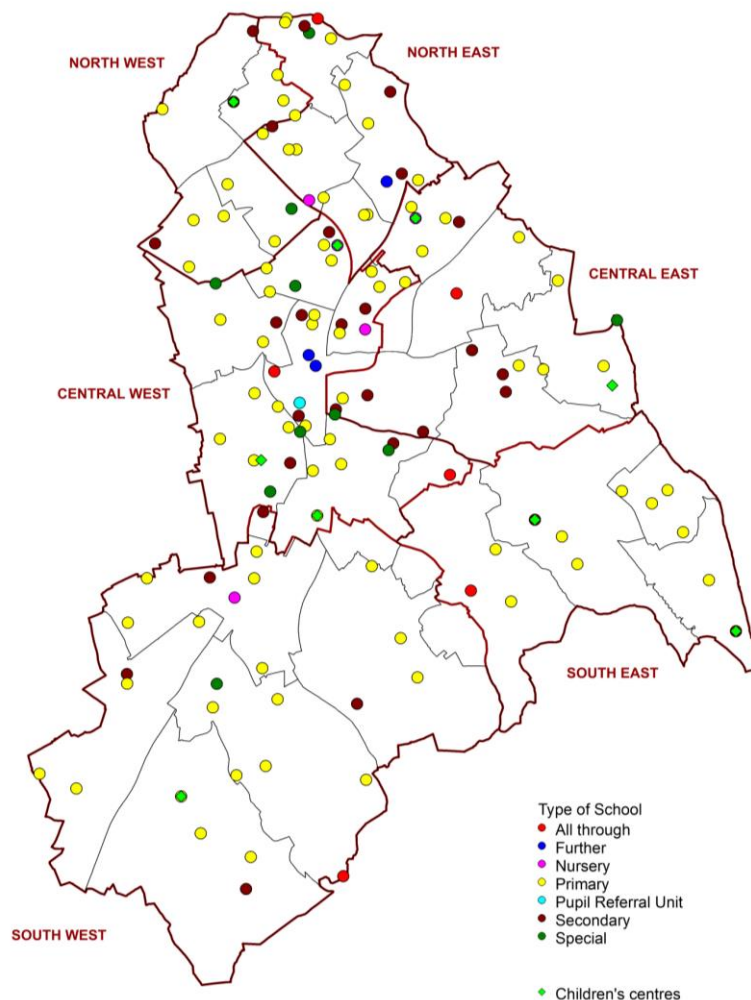 NORTH WEST
NORTH EAST
CENTRAL EAST
CENTRAL WEST
SOUTH EAST
SOUTH WEST
Type of School
All through
Further
Nursery
Primary
Pupil Referral Unit
Secondary
Special
Children's centres